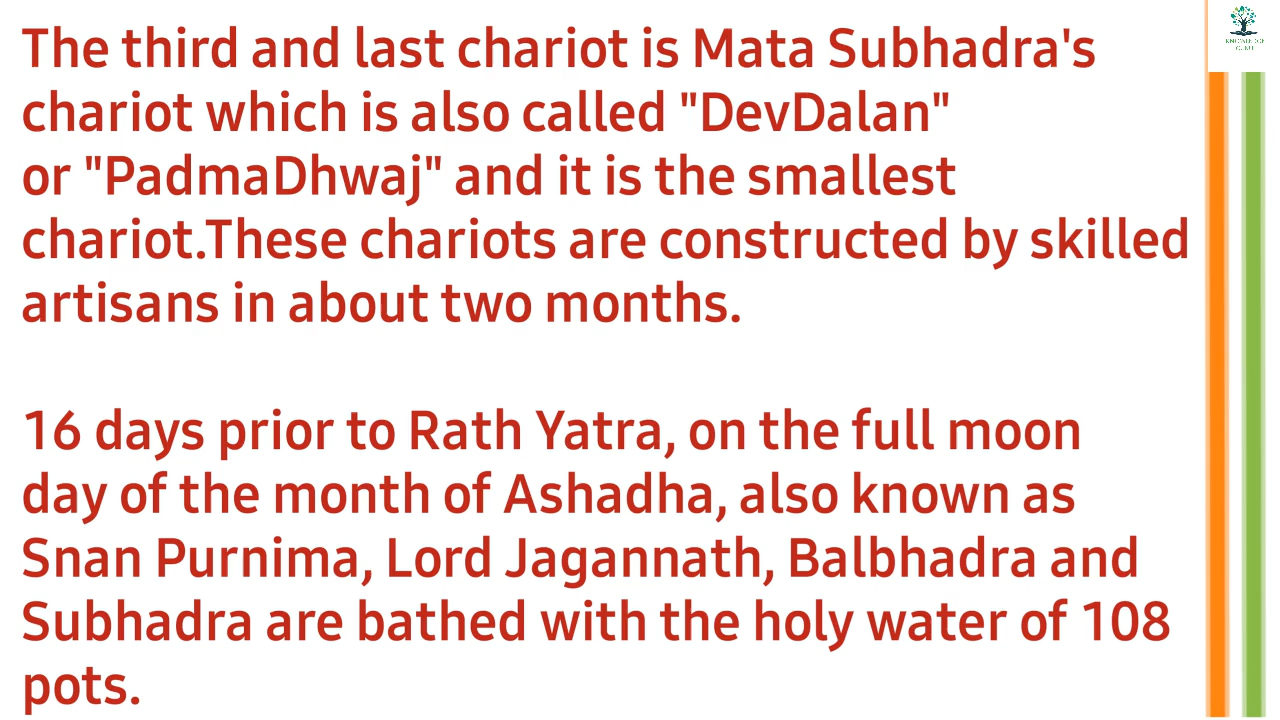 The third and last chariot is Mata Subhadra's
chariot which is also called "DevDalan"
or "PadmaDhwaj" and it is the smallest
chariot.These chariots are constructed by skilled
artisans in about two months.
16 days prior to Rath Yatra, on the full moon
day of the month of Ashadha, also known as
Snan Purnima, Lord Jagannath, Balbhadra and
Subhadra are bathed with the holy water of 108
pots.
KNOWLEDGE
GURU